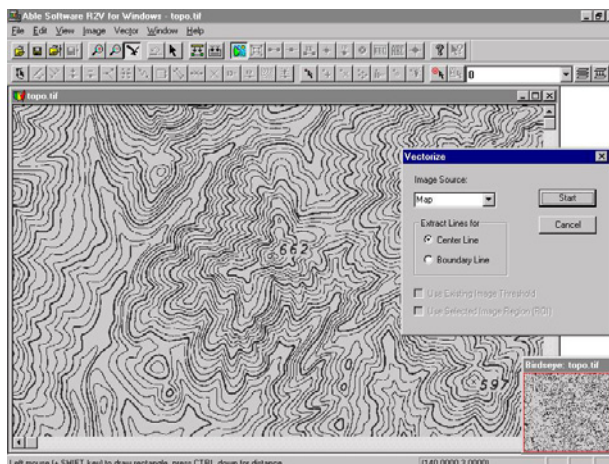 Able Software R2V for Windows - topo.tif
File Edit View Image Vector Window Help
0
topo.tif
662
597
Vectorize
Image Source:
Map
Start
Cancel
Extract Lines for
Center Line
Boundary Line
Use Existing Image Threshold
Use Selected Image Region (ROI)
Birdseye: topo.tif
Left mouse [+ SHIFT key] to draw rectangle, press CTRL down for distance.
(140.0000,3.0000)